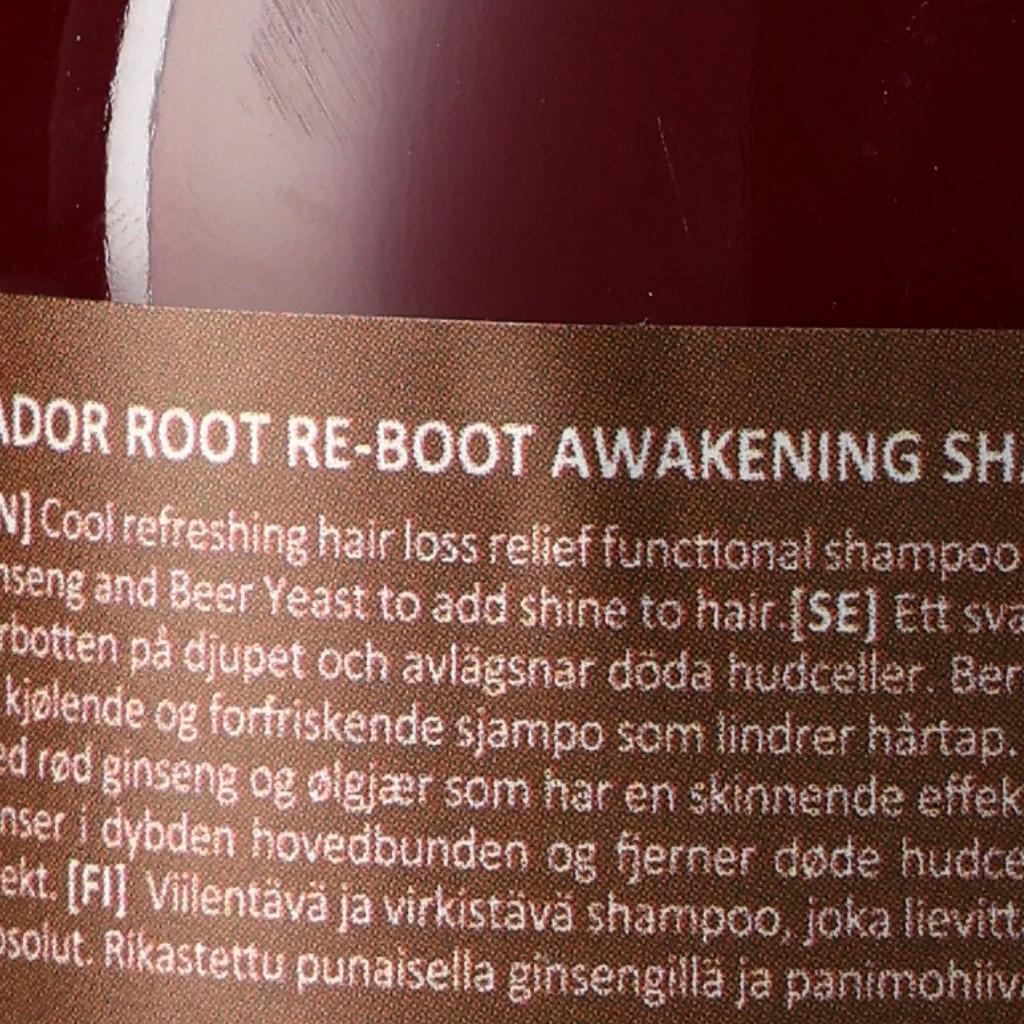 ADOR ROOT RE-BOOT AWAKENING SH
N] Cool refreshing hair loss relief functional shampoo
nseng and Beer Yeast to add shine to hair.[SE] Ett sva
rbotten på djupet och avlägsnar döda hudceller. Ber
kjølende og forfriskende sjampo som lindrer hårtap.
ed rød ginseng og ølgjær som har en skinnende effek
nser i dybden hovedbunden og fjerner døde hudce
ekt. [FI] Viilentävä ja virkistävä shampoo, joka lievitt
osolut. Rikastettu punaisella ginsengillä ja panimohiiv